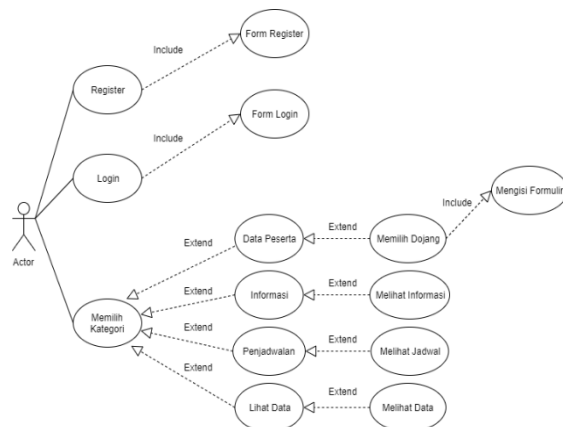 Form Register
Include
Register
Form Login
Include
Login
Mengisi Formulir
Include
Actor
Extend
Data Peserta
Extend
Memilih Dojang
Extend
Informasi
Extend
Melihat Informasi
Memilih
Kategori
Extend
Penjadwalan
Extend
Melihat Jadwal
Extend
Lihat Data
Extend
Melihat Data